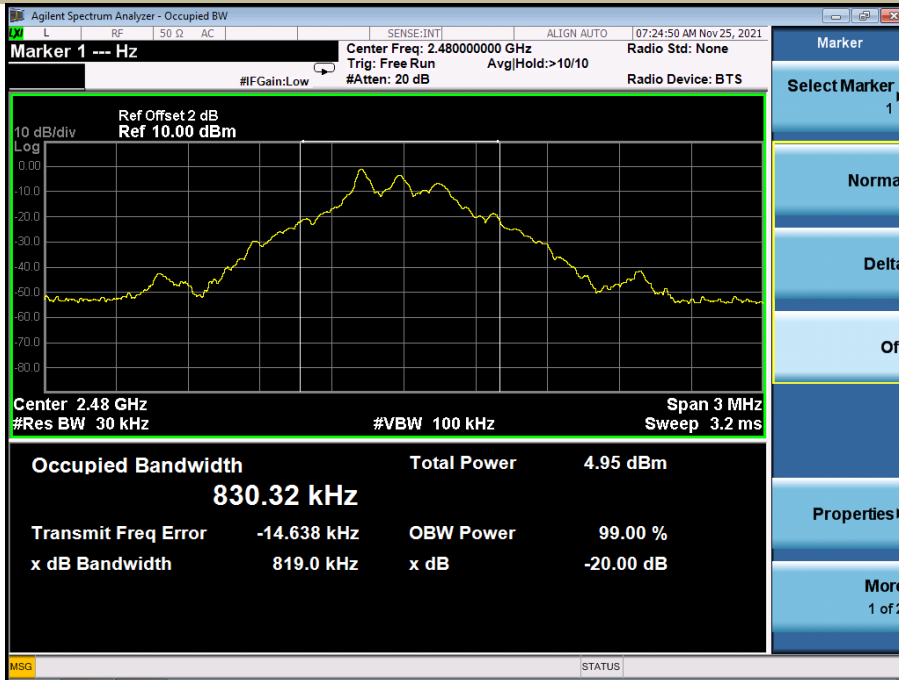 Agilent Spectrum Analyzer - Occupied BW
LXI L RF 50 Ω AC SENSE:INT ALIGN AUTO 07:24:50 AM Nov 25, 2021
Marker 1 --- Hz
Center Freq: 2.480000000 GHz Radio Std: None
Trig: Free Run Avg|Hold:>10/10
#IFGain:Low #Atten: 20 dB Radio Device: BTS
Ref Offset 2 dB
10 dB/div Ref 10.00 dBm
Log
0.00
-10.0
-20.0
-30.0
-40.0
-50.0
-60.0
-70.0
-80.0
Center 2.48 GHz Span 3 MHz
#Res BW 30 kHz #VBW 100 kHz Sweep 3.2 ms
Occupied Bandwidth Total Power 4.95 dBm
830.32 kHz
Transmit Freq Error -14.638 kHz OBW Power 99.00 %
x dB Bandwidth 819.0 kHz x dB -20.00 dB
MSG STATUS
Marker
Select Marker
1
Norma
Delta
Of
Properties
More
1 of 2